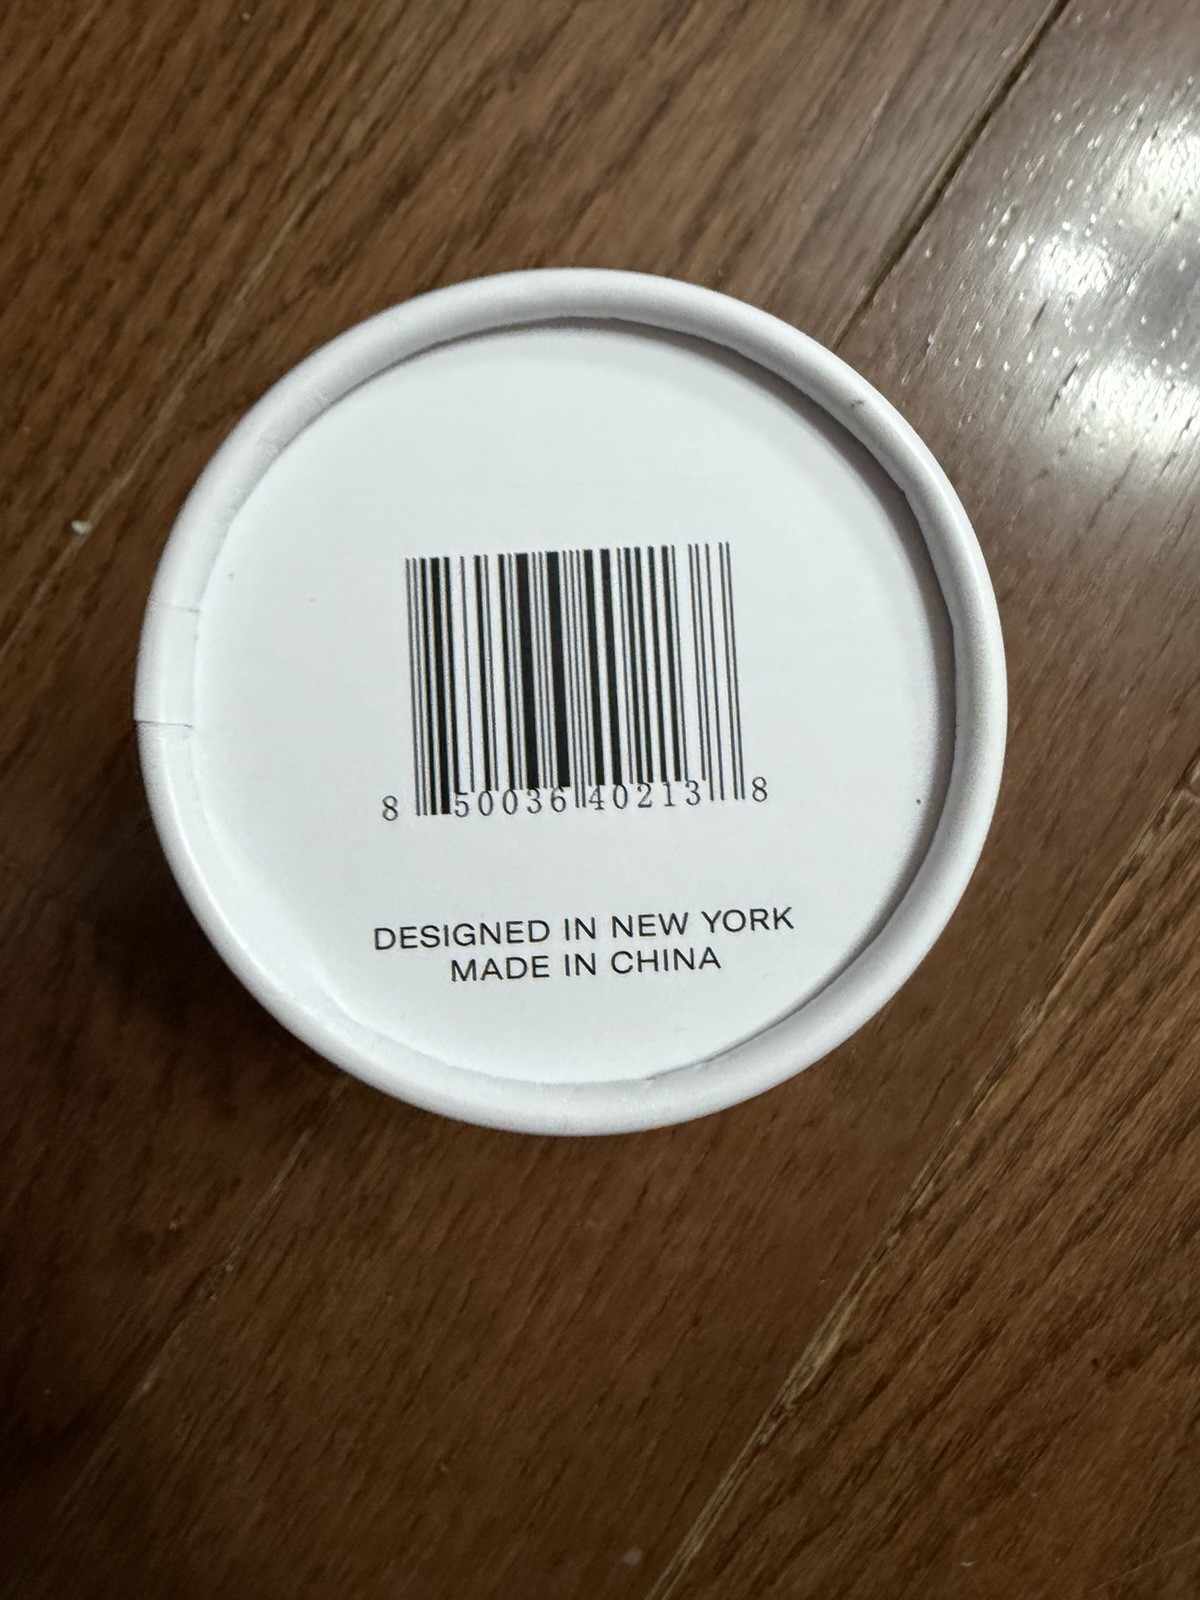 8 50036 40213 8
DESIGNED IN NEW YORK
MADE IN CHINA